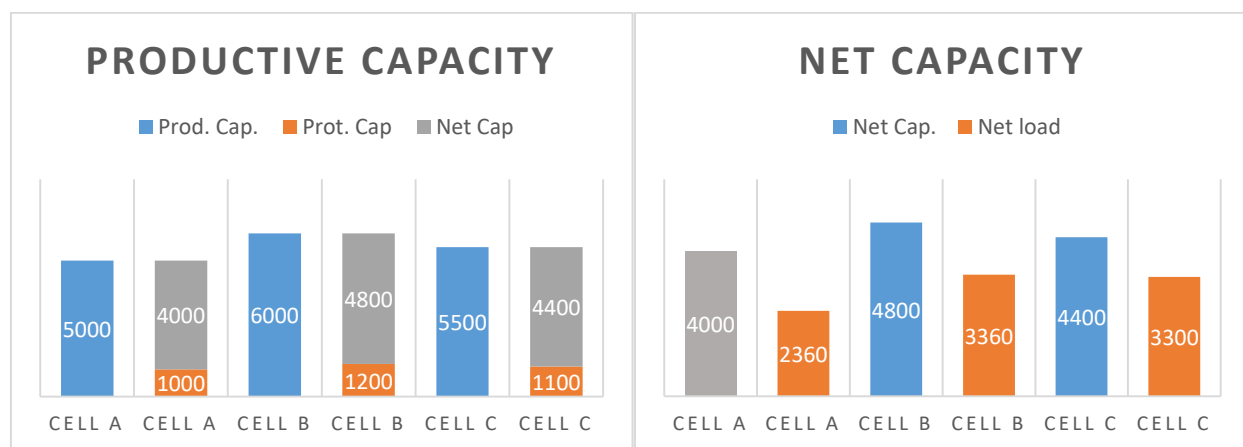 PRODUCTIVE CAPACITY
Prod. Cap. Prot. Cap Net Cap
5000
4000
1000
6000
4800
1200
5500
4400
1100
CELL A CELL A CELL B CELL B CELL C CELL C
NET CAPACITY
Net Cap. Net load
4000
2360
4800
3360
4400
3300
CELL A CELL A CELL B CELL B CELL C CELL C